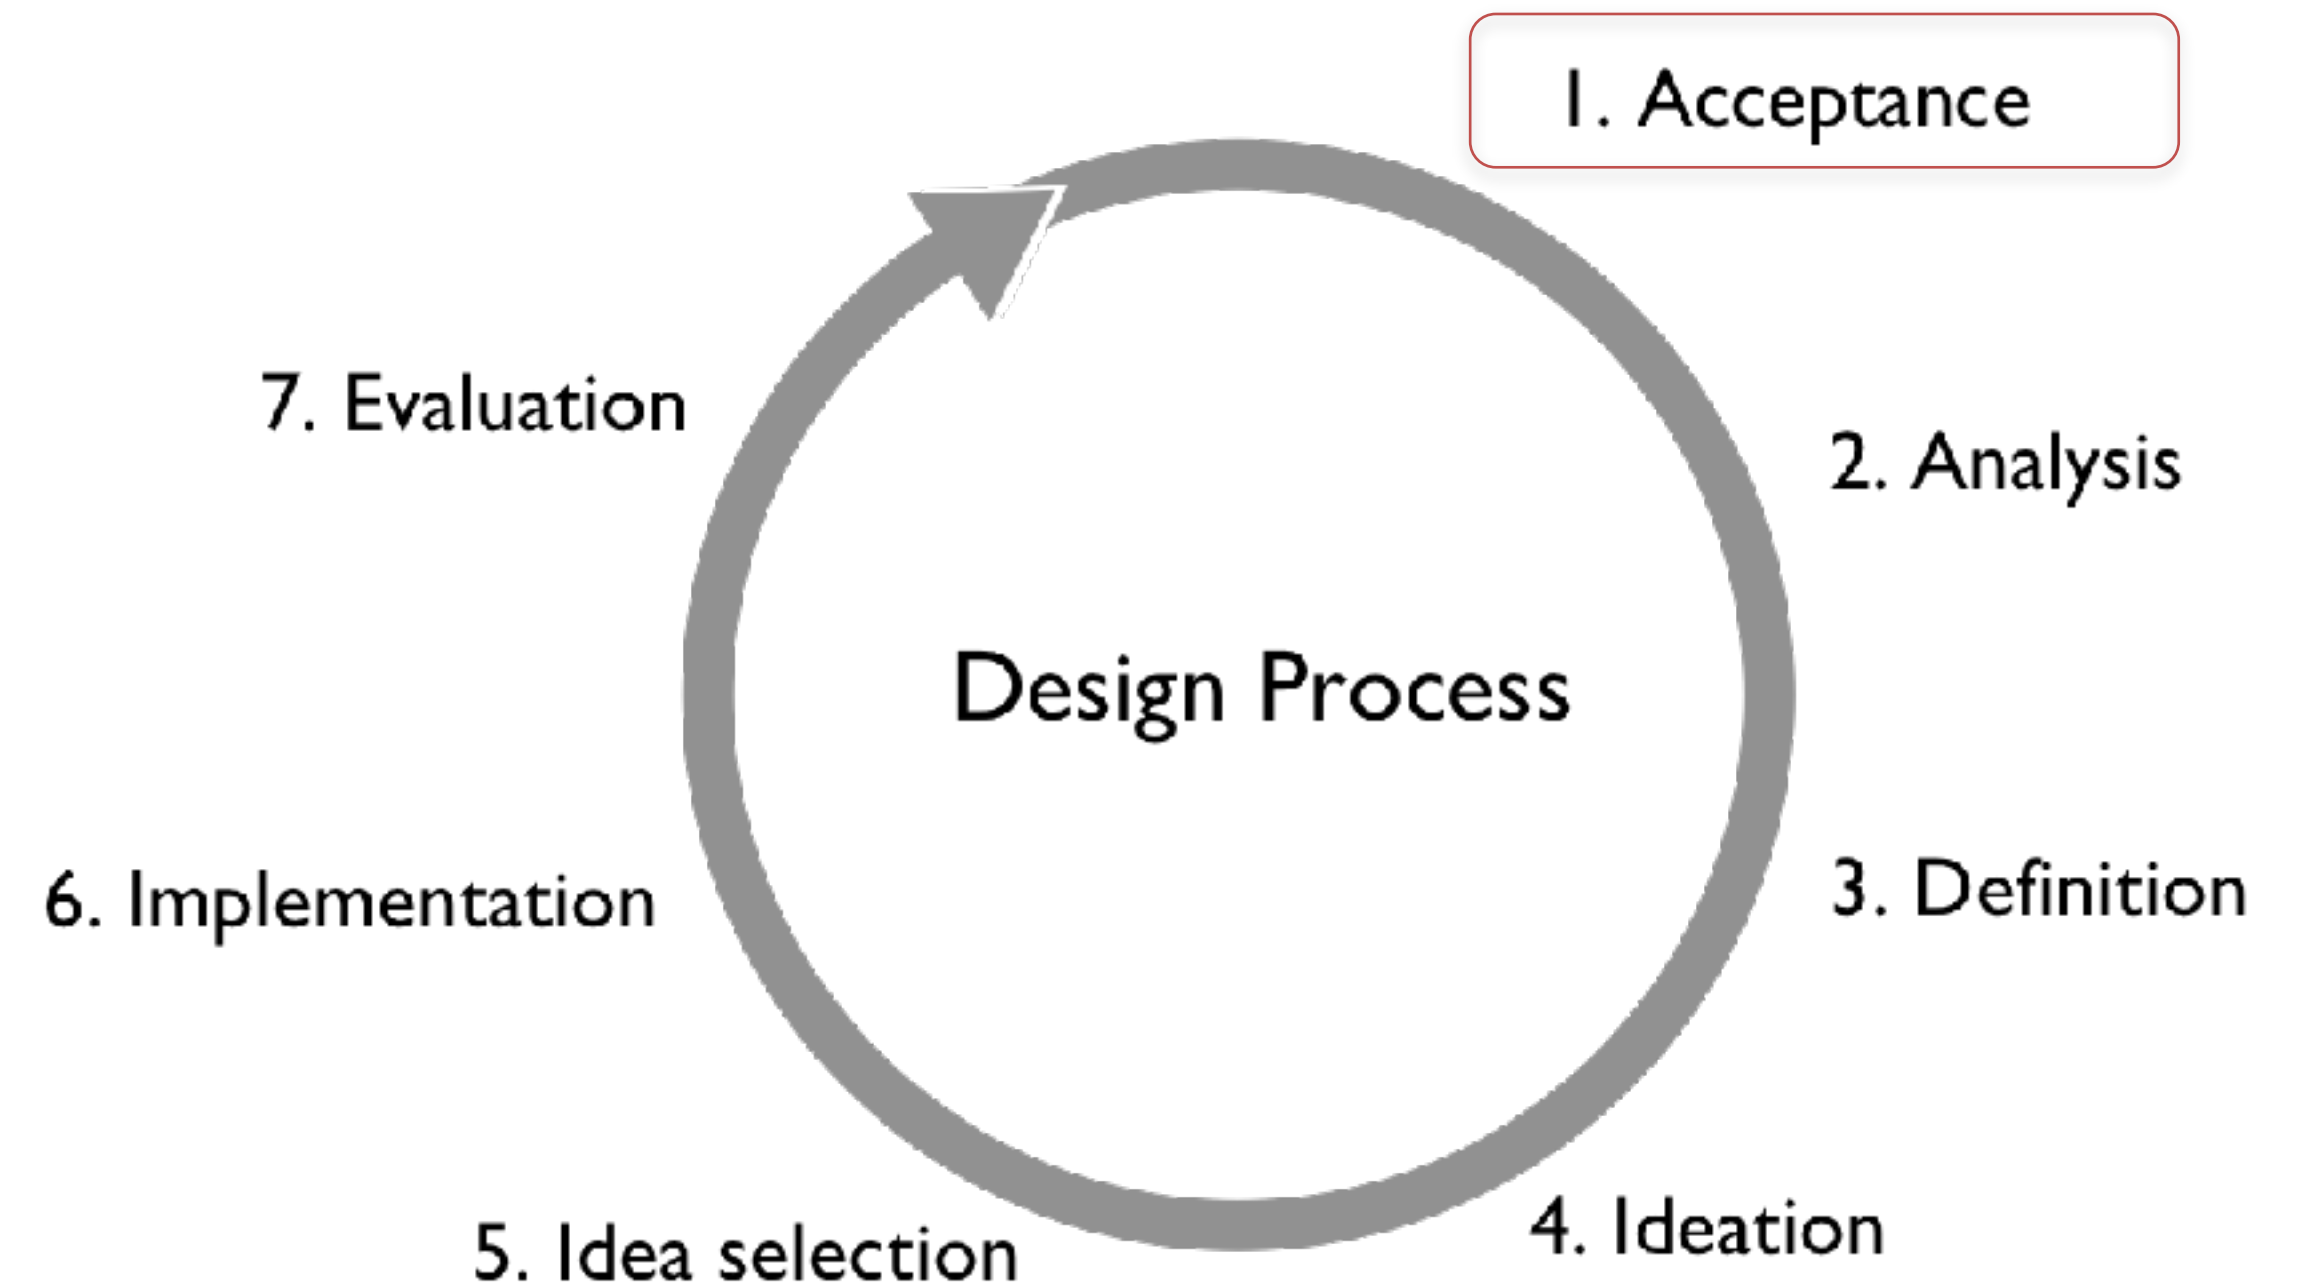 1. Acceptance
2. Analysis
3. Definition
4. Ideation
5. Idea selection
6. Implementation
7. Evaluation
Design Process